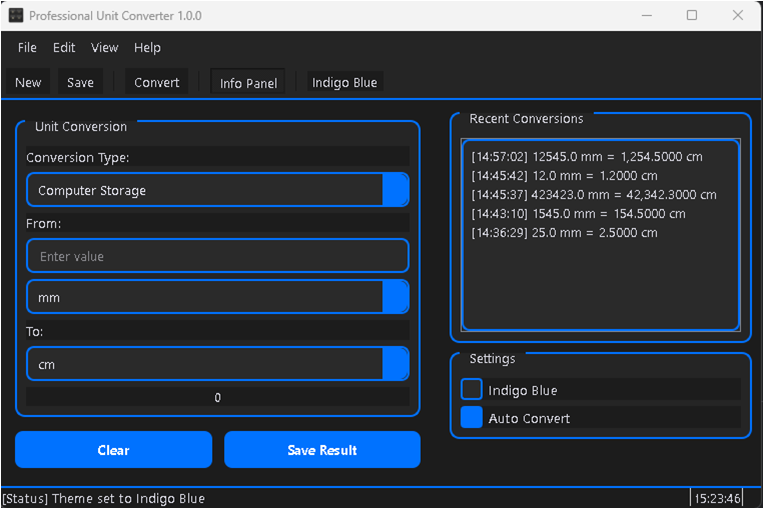 Professional Unit Converter 1.0.0
File Edit View Help
New Save Convert Info Panel Indigo Blue
Unit Conversion
Conversion Type:
Computer Storage
From:
Enter value
mm
To:
cm
0
Clear Save Result
Recent Conversions
[14:57:02] 12545.0 mm = 1,254.5000 cm
[14:45:42] 12.0 mm = 1.2000 cm
[14:45:37] 423423.0 mm = 42,342.3000 cm
[14:43:10] 1545.0 mm = 154.5000 cm
[14:36:29] 25.0 mm = 2.5000 cm
Settings
Indigo Blue
Auto Convert
[Status] Theme set to Indigo Blue 15:23:46